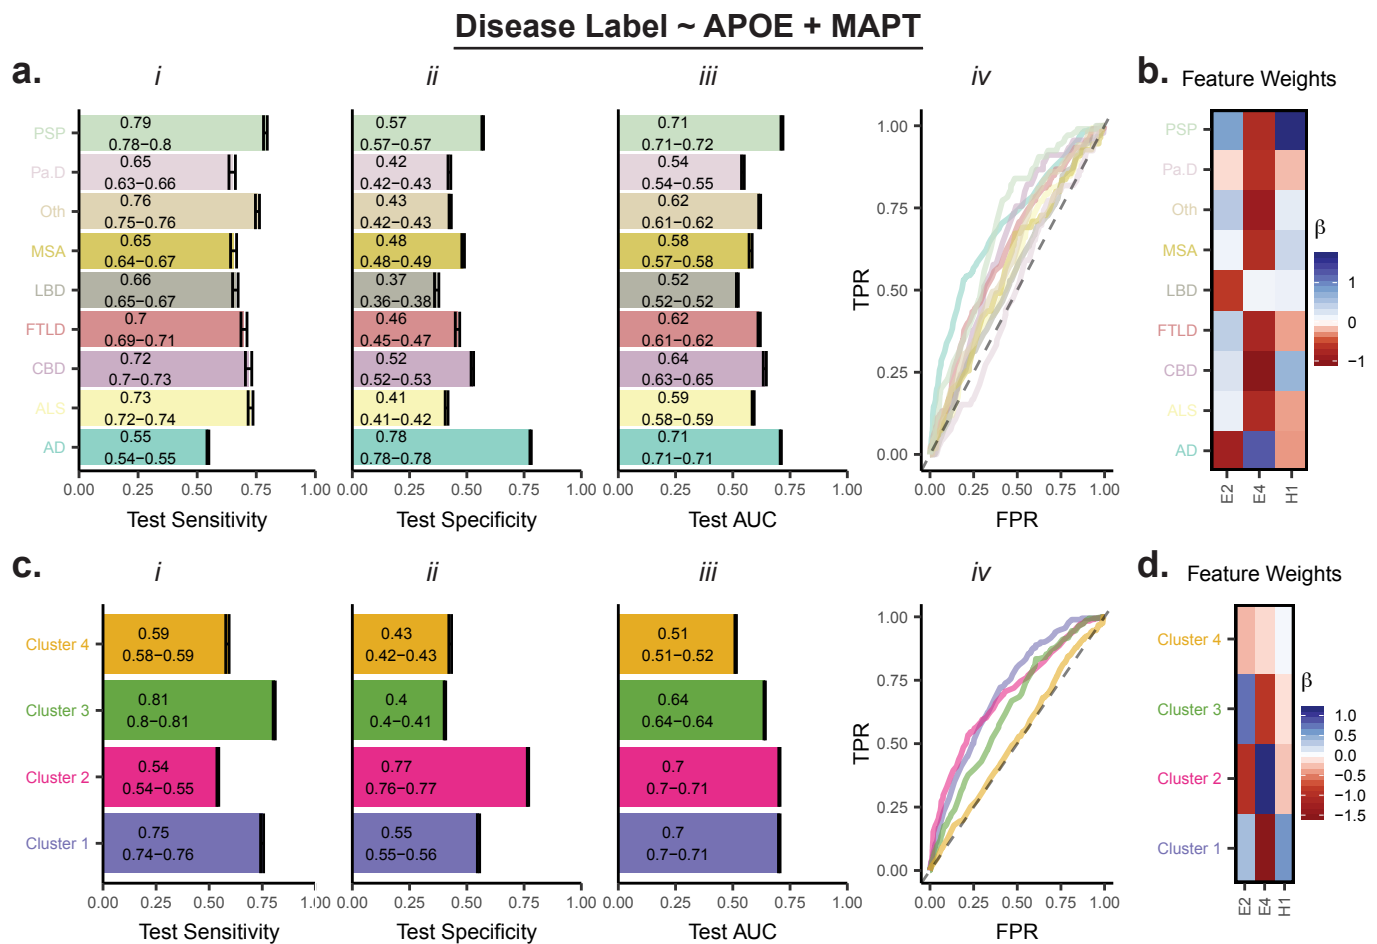 Disease Label ~ APOE + MAPT
a.
i
ii
iii
iv
b.
Feature Weights
PSP
Pa.D
Oth
MSA
LBD
FTLD
CBD
ALS
AD
0.79
0.78−0.8
0.65
0.63−0.66
0.76
0.75−0.76
0.65
0.64−0.67
0.66
0.65−0.67
0.7
0.69−0.71
0.72
0.7−0.73
0.73
0.72−0.74
0.55
0.54−0.55
0.00 0.25 0.50 0.75 1.00
Test Sensitivity
0.57
0.57−0.57
0.42
0.42−0.43
0.43
0.42−0.43
0.48
0.48−0.49
0.37
0.36−0.38
0.46
0.45−0.47
0.52
0.52−0.53
0.41
0.41−0.42
0.78
0.78−0.78
0.00 0.25 0.50 0.75 1.00
Test Specificity
0.71
0.71−0.72
0.54
0.54−0.55
0.62
0.61−0.62
0.58
0.57−0.58
0.52
0.52−0.52
0.62
0.61−0.62
0.64
0.63−0.65
0.59
0.58−0.59
0.71
0.71−0.71
0.00 0.25 0.50 0.75 1.00
Test AUC
TPR
1.00
0.75
0.50
0.25
0.00
0.00 0.25 0.50 0.75 1.00
FPR
PSP
Pa.D
Oth
MSA
LBD
FTLD
CBD
ALS
AD
E2 E4 H1
β
1
0
−1
c.
i
ii
iii
iv
d.
Feature Weights
Cluster 4
Cluster 3
Cluster 2
Cluster 1
0.59
0.58−0.59
0.81
0.8−0.81
0.54
0.54−0.55
0.75
0.74−0.76
0.00 0.25 0.50 0.75 1.00
Test Sensitivity
0.43
0.42−0.43
0.4
0.4−0.41
0.77
0.76−0.77
0.55
0.55−0.56
0.00 0.25 0.50 0.75 1.00
Test Specificity
0.51
0.51−0.52
0.64
0.64−0.64
0.7
0.7−0.71
0.7
0.7−0.71
0.00 0.25 0.50 0.75 1.00
Test AUC
TPR
1.00
0.75
0.50
0.25
0.00
0.00 0.25 0.50 0.75 1.00
FPR
Cluster 4
Cluster 3
Cluster 2
Cluster 1
E2 E4 H1
β
1.0
0.5
0.0
−0.5
−1.0
−1.5